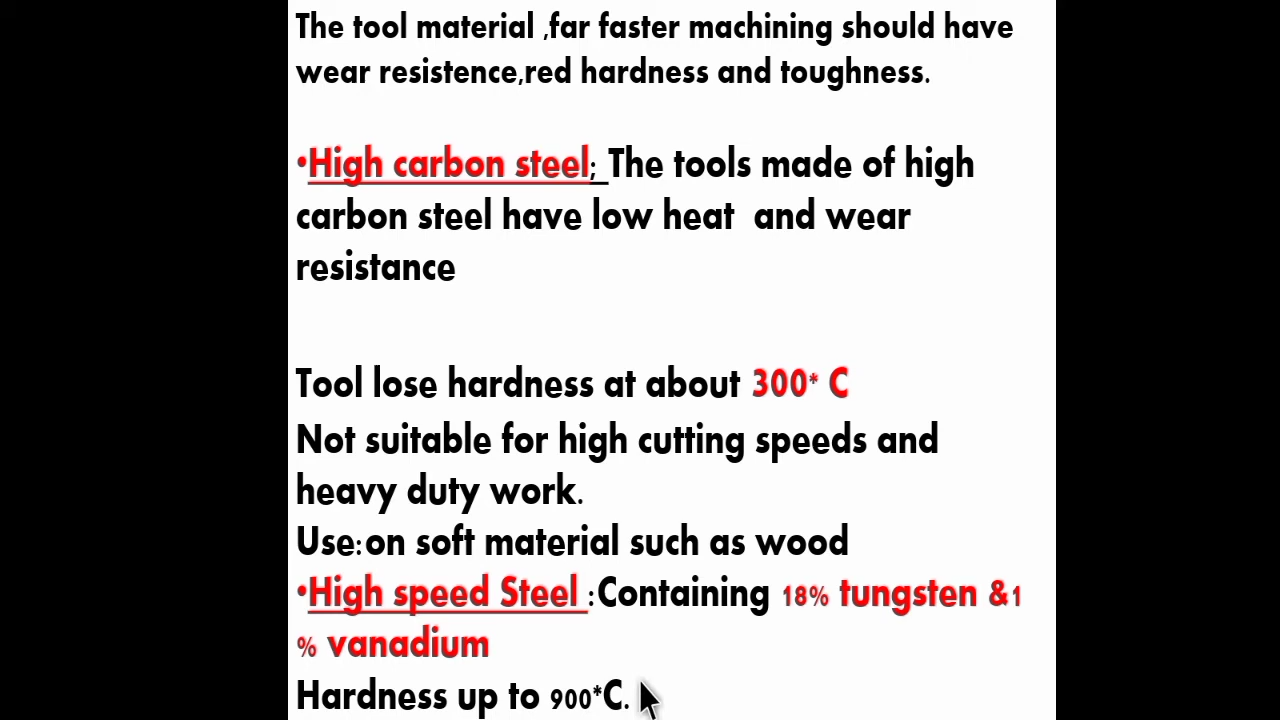 The tool material ,far faster machining should have
wear resistence,red hardness and toughness.
•High carbon steel; The tools made of high
carbon steel have low heat  and wear
resistance
Tool lose hardness at about 300* C
Not suitable for high cutting speeds and
heavy duty work.
Use:on soft material such as wood
•High speed Steel :Containing 18% tungsten &1
% vanadium
Hardness up to 900*C.